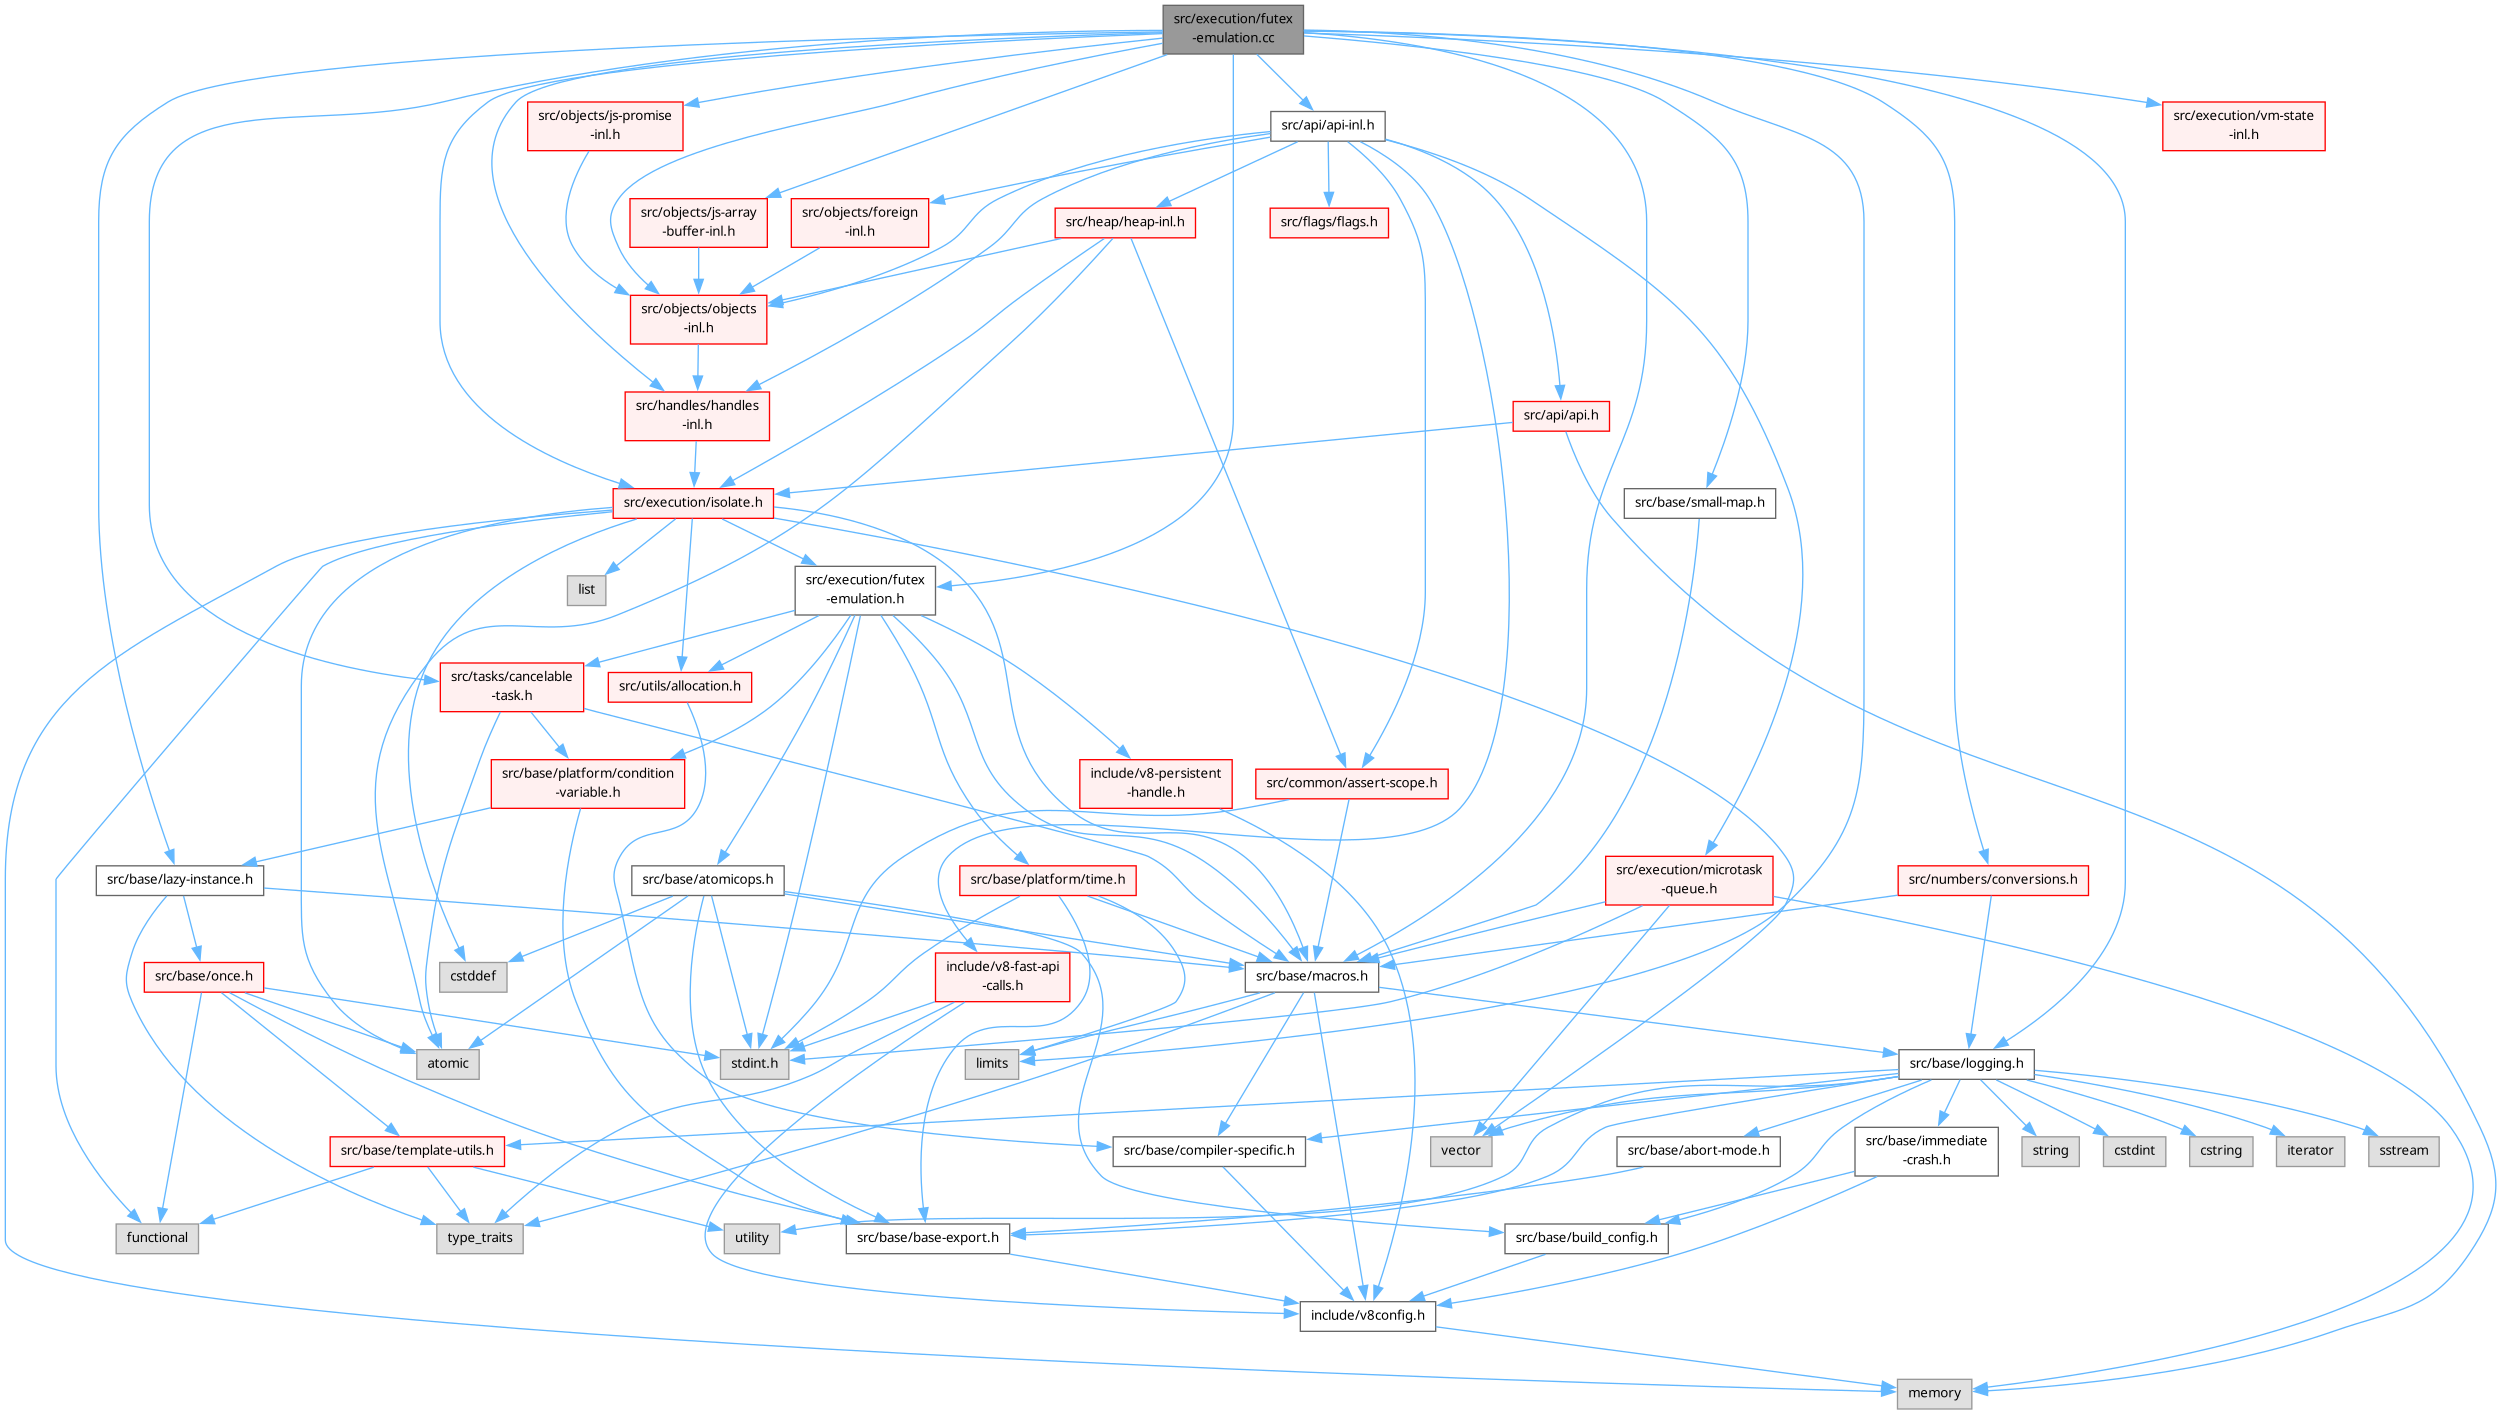 src/execution/futex
-emulation.cc
src/objects/js-promise
-inl.h
src/api/api-inl.h
src/execution/vm-state
-inl.h
src/objects/js-array
-buffer-inl.h
src/objects/foreign
-inl.h
src/heap/heap-inl.h
src/flags/flags.h
src/objects/objects
-inl.h
src/handles/handles
-inl.h
src/api/api.h
src/execution/isolate.h
src/base/small-map.h
list
src/execution/futex
-emulation.h
src/tasks/cancelable
-task.h
src/utils/allocation.h
src/base/platform/condition
-variable.h
include/v8-persistent
-handle.h
src/common/assert-scope.h
src/base/lazy-instance.h
src/base/atomicops.h
src/base/platform/time.h
src/execution/microtask
-queue.h
src/numbers/conversions.h
src/base/once.h
cstddef
include/v8-fast-api
-calls.h
src/base/macros.h
atomic
stdint.h
limits
src/base/logging.h
src/base/template-utils.h
src/base/compiler-specific.h
vector
src/base/abort-mode.h
src/base/immediate
-crash.h
string
cstdint
cstring
iterator
sstream
functional
type_traits
utility
src/base/base-export.h
src/base/build_config.h
include/v8config.h
memory